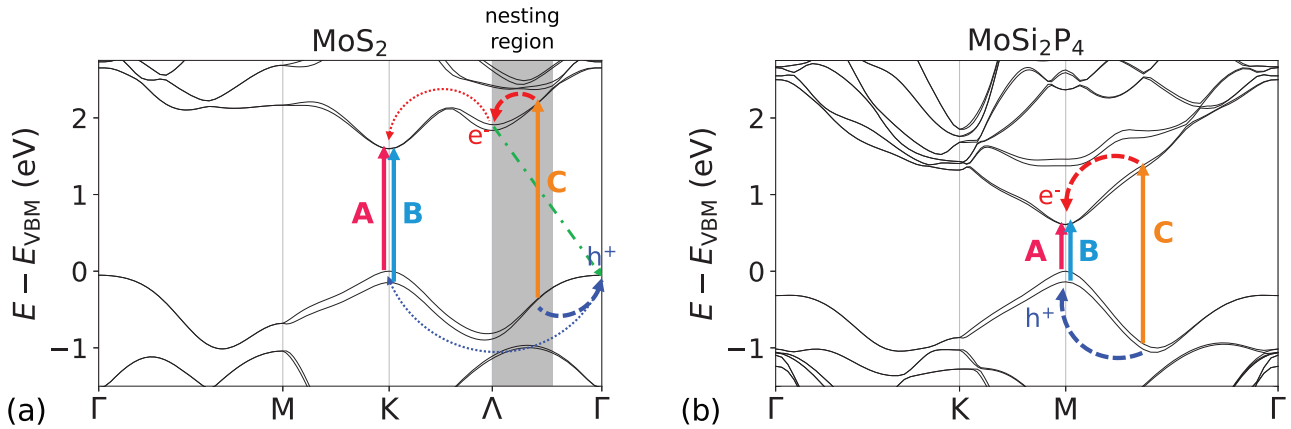 nesting
region
MoS₂
E − E_VBM (eV)
2
1
0
−1
A
B
C
e⁻
h⁺
Γ
M
K
Λ
Γ
(a)
MoSi₂P₄
E − E_VBM (eV)
2
1
0
−1
A
B
C
e⁻
h⁺
Γ
K
M
Γ
(b)